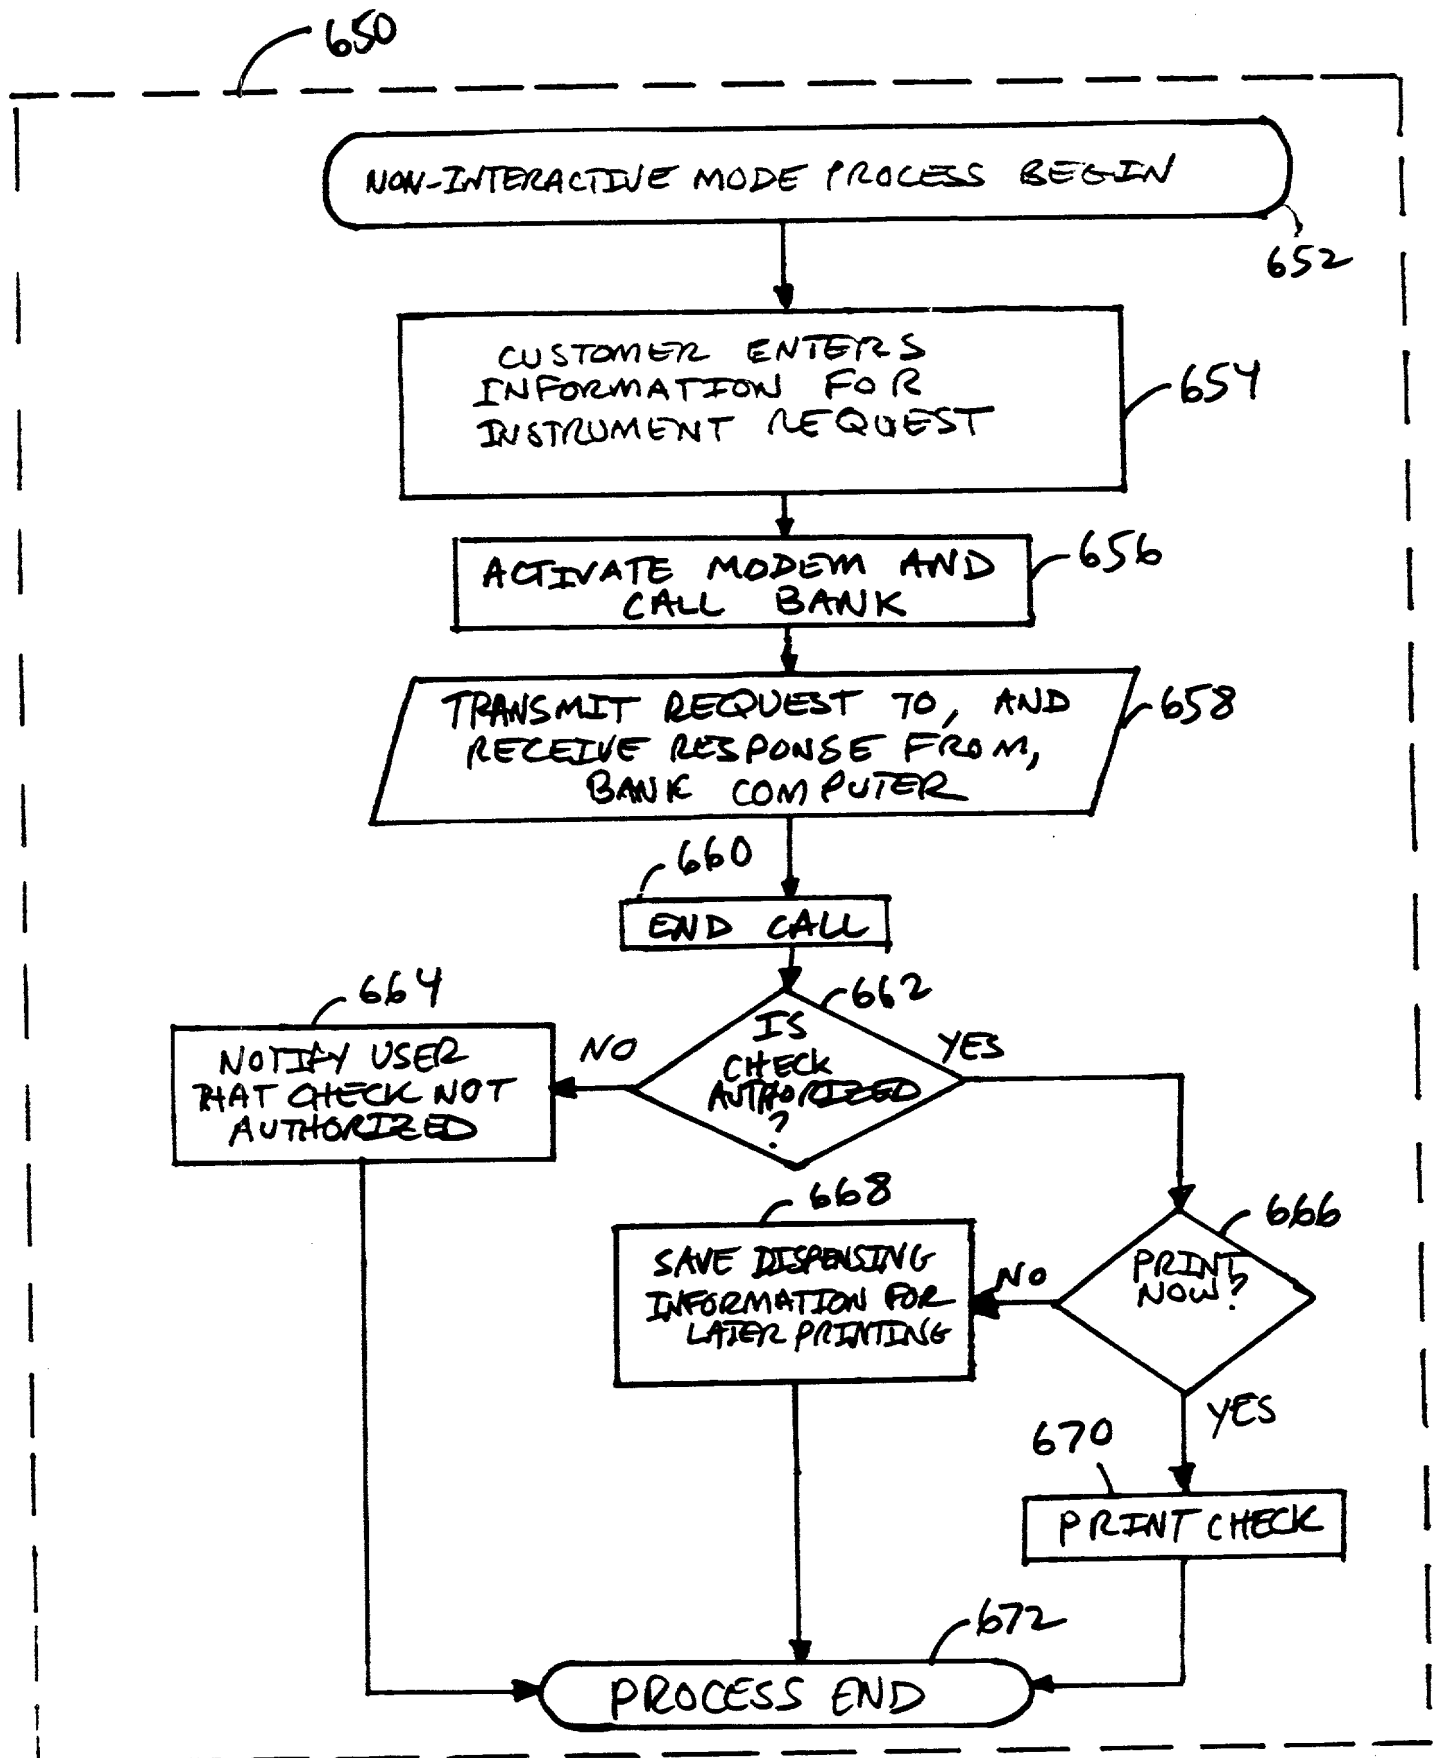 650
NON-INTERACTIVE MODE PROCESS BEGIN
652
CUSTOMER ENTERS
INFORMATION FOR
INSTRUMENT REQUEST
654
ACTIVATE MODEM AND
CALL BANK
656
TRANSMIT REQUEST TO, AND
RECEIVE RESPONSE FROM,
BANK COMPUTER
658
660
END CALL
662
IS
CHECK
AUTHORIZED
?
NO
YES
664
NOTIFY USER
THAT CHECK NOT
AUTHORIZED
666
PRINT
NOW?
NO
YES
668
SAVE DISPENSING
INFORMATION FOR
LATER PRINTING
670
PRINT CHECK
672
PROCESS END